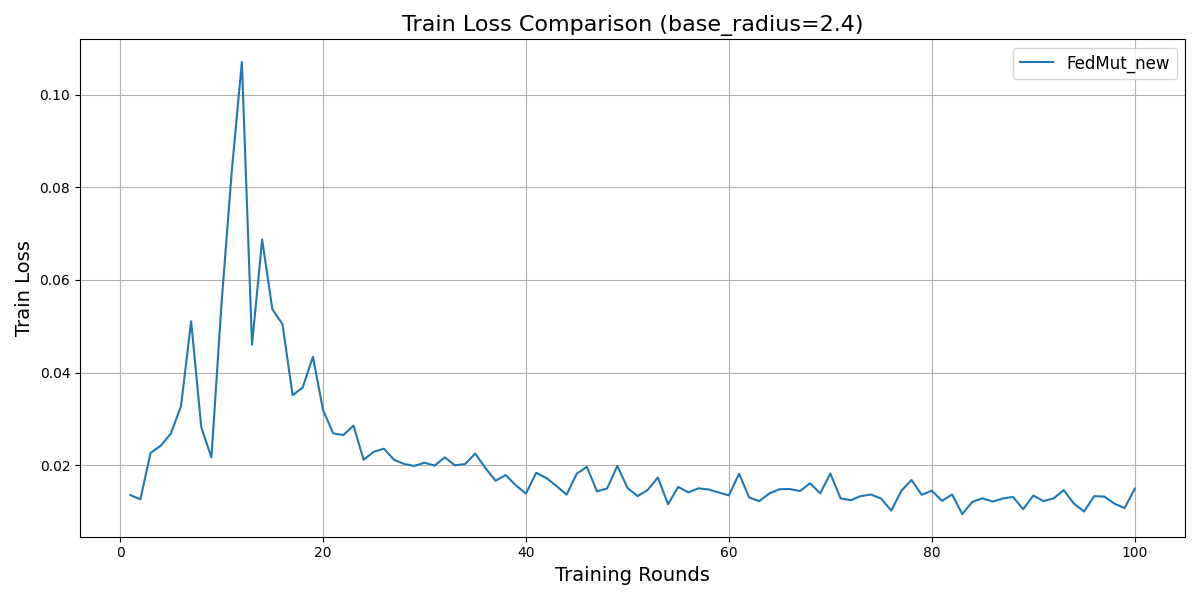 Train Loss Comparison (base_radius=2.4)
FedMut_new
Train Loss
0.10
0.08
0.06
0.04
0.02
0
20
40
60
80
100
Training Rounds